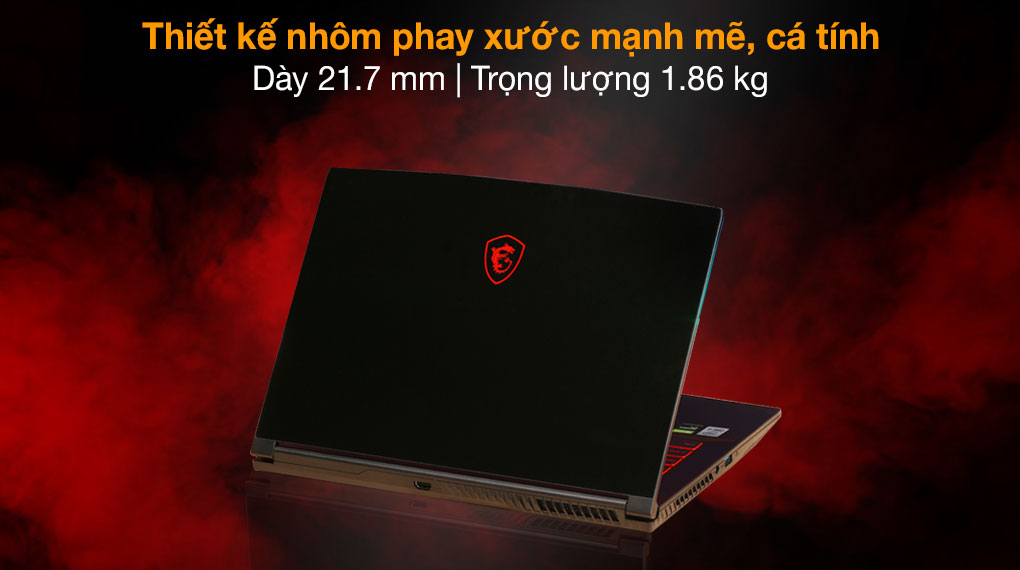 Thiết kế nhôm phay xước mạnh mẽ, cá tính
Dày 21.7 mm | Trọng lượng 1.86 kg